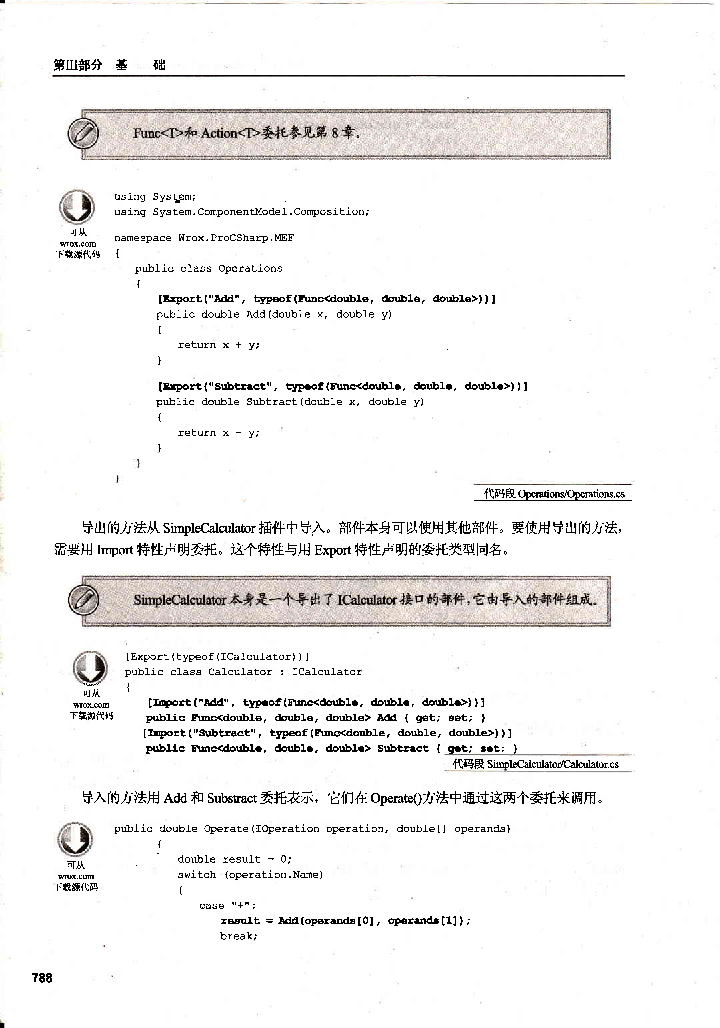 第III部分 基 础
Func<T>和 Action<T>委托参见第 8 章。
可从
wrox.com
下载源代码
using System;
using System.ComponentModel.Composition;
namespace Wrox.ProCSharp.MEF
{
public class Operations
{
[Export("Add", typeof(Func<double, double, double>))]
public double Add(double x, double y)
{
return x + y;
}
[Export("Subtract", typeof(Func<double, double, double>))]
public double Subtract(double x, double y)
{
return x - y;
}
}
}
代码段 Operations/Operations.cs
导出的方法从 SimpleCalculator 插件中导入。部件本身可以使用其他部件。要使用导出的方法，
需要用 Import 特性声明委托。这个特性与用 Export 特性声明的委托类型同名。
SimpleCalculator 本身是一个导出了 ICalculator 接口的部件，它由导入的部件组成。
可从
wrox.com
下载源代码
[Export(typeof(ICalculator))]
public class Calculator : ICalculator
{
[Import("Add", typeof(Func<double, double, double>))]
public Func<double, double, double> Add { get; set; }
[Import("Subtract", typeof(Func<double, double, double>))]
public Func<double, double, double> Subtract { get; set; }
代码段 SimpleCalculator/Calculator.cs
导入的方法用 Add 和 Substract 委托表示，它们在 Operate()方法中通过这两个委托来调用。
可从
wrox.com
下载源代码
public double Operate(IOperation operation, double[] operands)
{
double result = 0;
switch (operation.Name)
{
case "+":
result = Add(operands[0], operands[1]);
break;
788